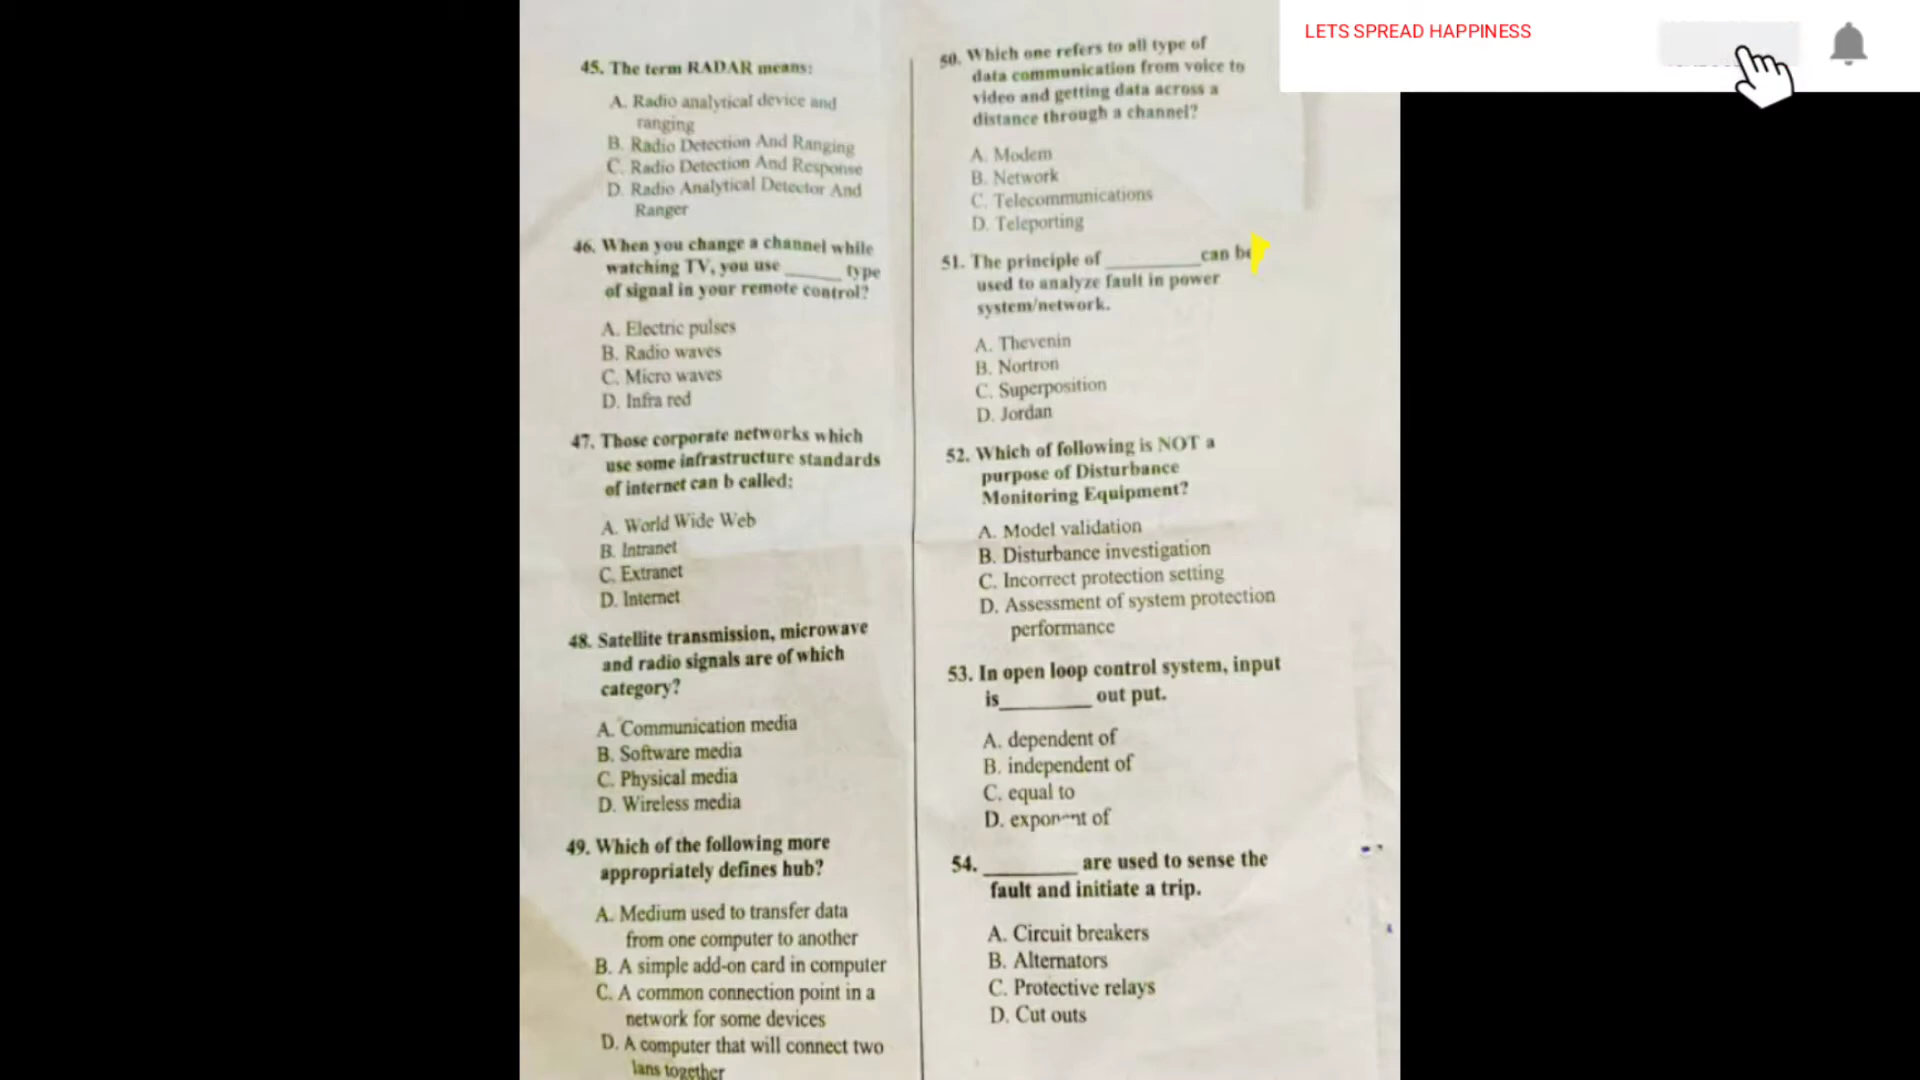 45. The term RADAR means:
A. Radio analytical device and
ranging
B. Radio Detection And Ranging
C. Radio Detection And Response
D. Radio Analytical Detector And
Ranger
46. When you change a channel while
watching TV, you use ______ type
of signal in your remote control?
A. Electric pulses
B. Radio waves
C. Micro waves
D. Infra red
47. Those corporate networks which
use some infrastructure standards
of internet can b called:
A. World Wide Web
B. Intranet
C. Extranet
D. Internet
48. Satellite transmission, microwave
and radio signals are of which
category?
A. Communication media
B. Software media
C. Physical media
D. Wireless media
49. Which of the following more
appropriately defines hub?
A. Medium used to transfer data
from one computer to another
B. A simple add-on card in computer
C. A common connection point in a
network for some devices
D. A computer that will connect two
lans together
50. Which one refers to all type of
data communication from voice to
video and getting data across a
distance through a channel?
A. Modem
B. Network
C. Telecommunications
D. Teleporting
51. The principle of __________can be
used to analyze fault in power
system/network.
A. Thevenin
B. Nortron
C. Superposition
D. Jordan
52. Which of following is NOT a
purpose of Disturbance
Monitoring Equipment?
A. Model validation
B. Disturbance investigation
C. Incorrect protection setting
D. Assessment of system protection
performance
53. In open loop control system, input
is__________ out put.
A. dependent of
B. independent of
C. equal to
D. exponent of
54. __________ are used to sense the
fault and initiate a trip.
A. Circuit breakers
B. Alternators
C. Protective relays
D. Cut outs
LETS SPREAD HAPPINESS